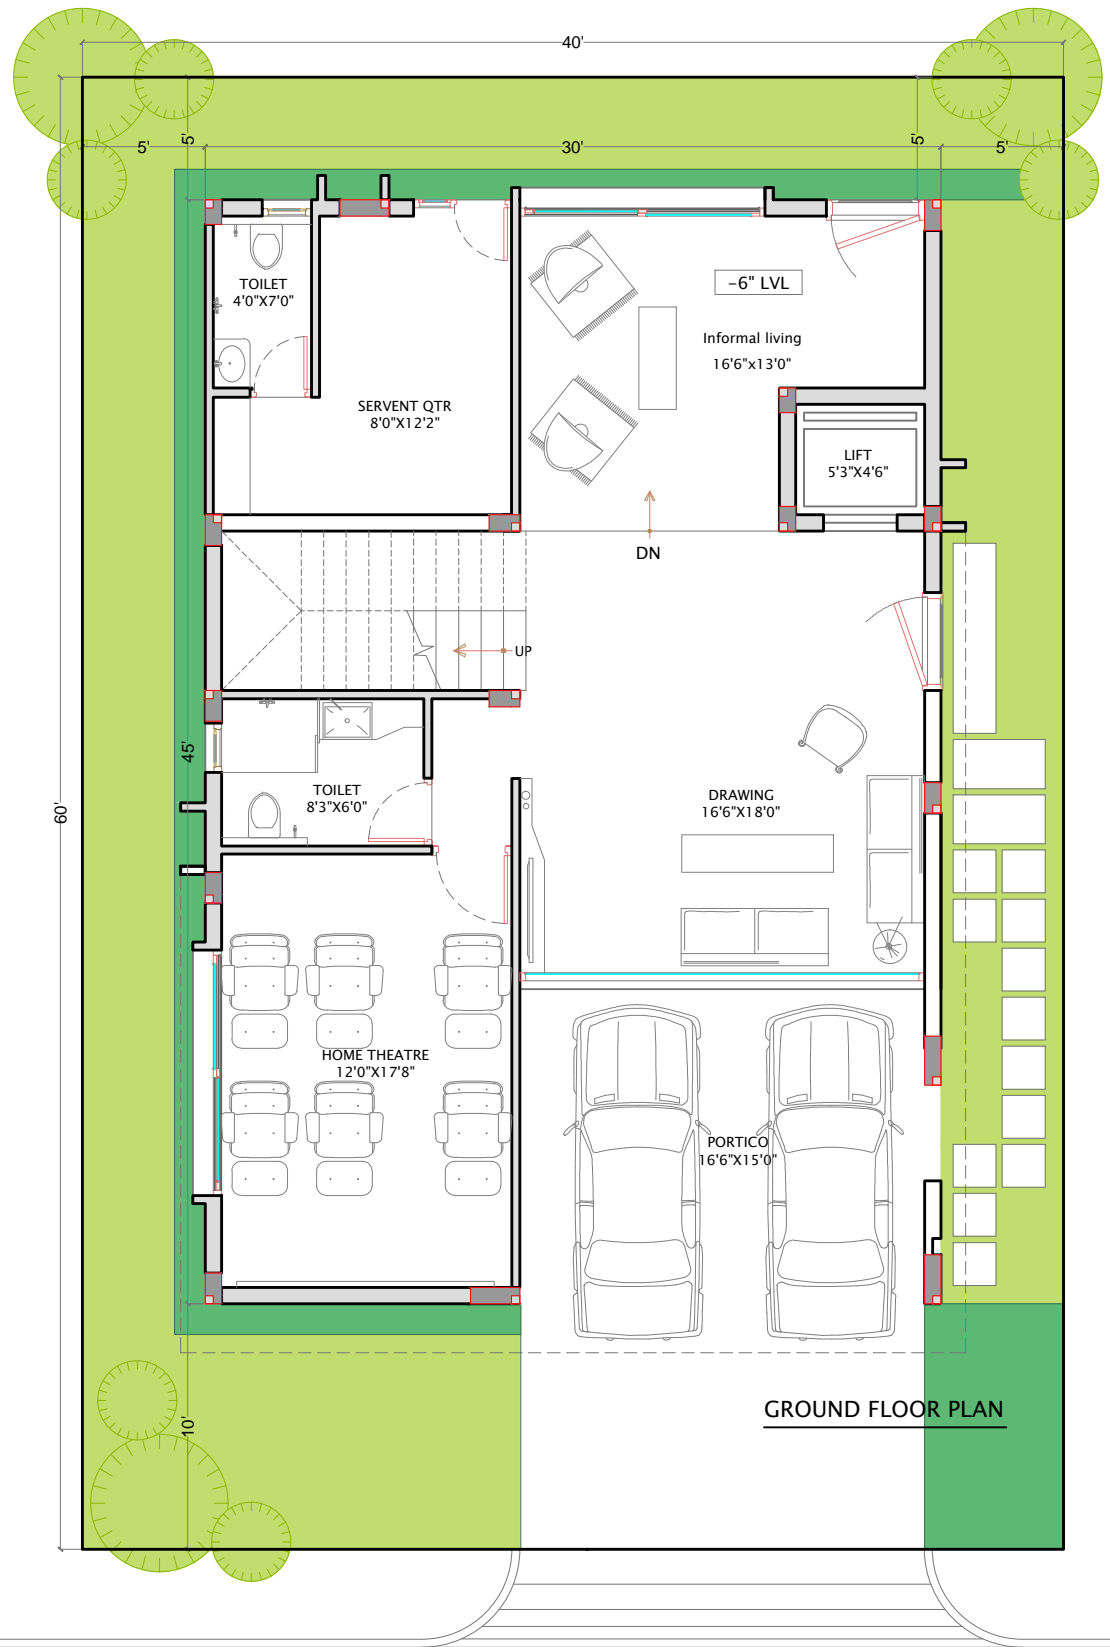 40'
5'
5'
30'
5'
5'
TOILET
4'0"X7'0"
-6" LVL
Informal living
16'6"x13'0"
SERVENT QTR
8'0"X12'2"
LIFT
5'3"X4'6"
DN
UP
45'
60'
TOILET
8'3"X6'0"
DRAWING
16'6"X18'0"
HOME THEATRE
12'0"X17'8"
PORTICO
16'6"X15'0"
10'
GROUND FLOOR PLAN